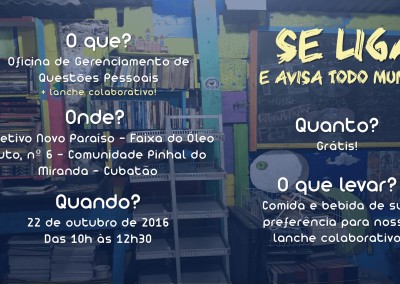 O que?
Oficina de Gerenciamento de
Questões Pessoais
+ lanche colaborativo!
Onde?
etivo Novo Paraíso - Faixa do Óleo
uto, nº 6 - Comunidade Pinhal do
Miranda - Cubatão
Quando?
22 de outubro de 2016
Das 10h às 12h30
SE LIGA
E AVISA TODO MUN
Quanto?
Grátis!
O que levar?
Comida e bebida de su
preferência para noss
lanche colaborativo